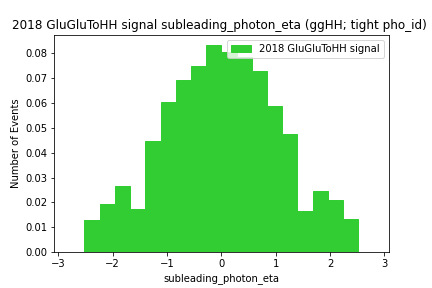 2018 GluGluToHH signal subleading_photon_eta (ggHH; tight pho_id)
2018 GluGluToHH signal
Number of Events
0.08
0.07
0.06
0.05
0.04
0.03
0.02
0.01
0.00
−3 −2 −1 0 1 2 3
subleading_photon_eta